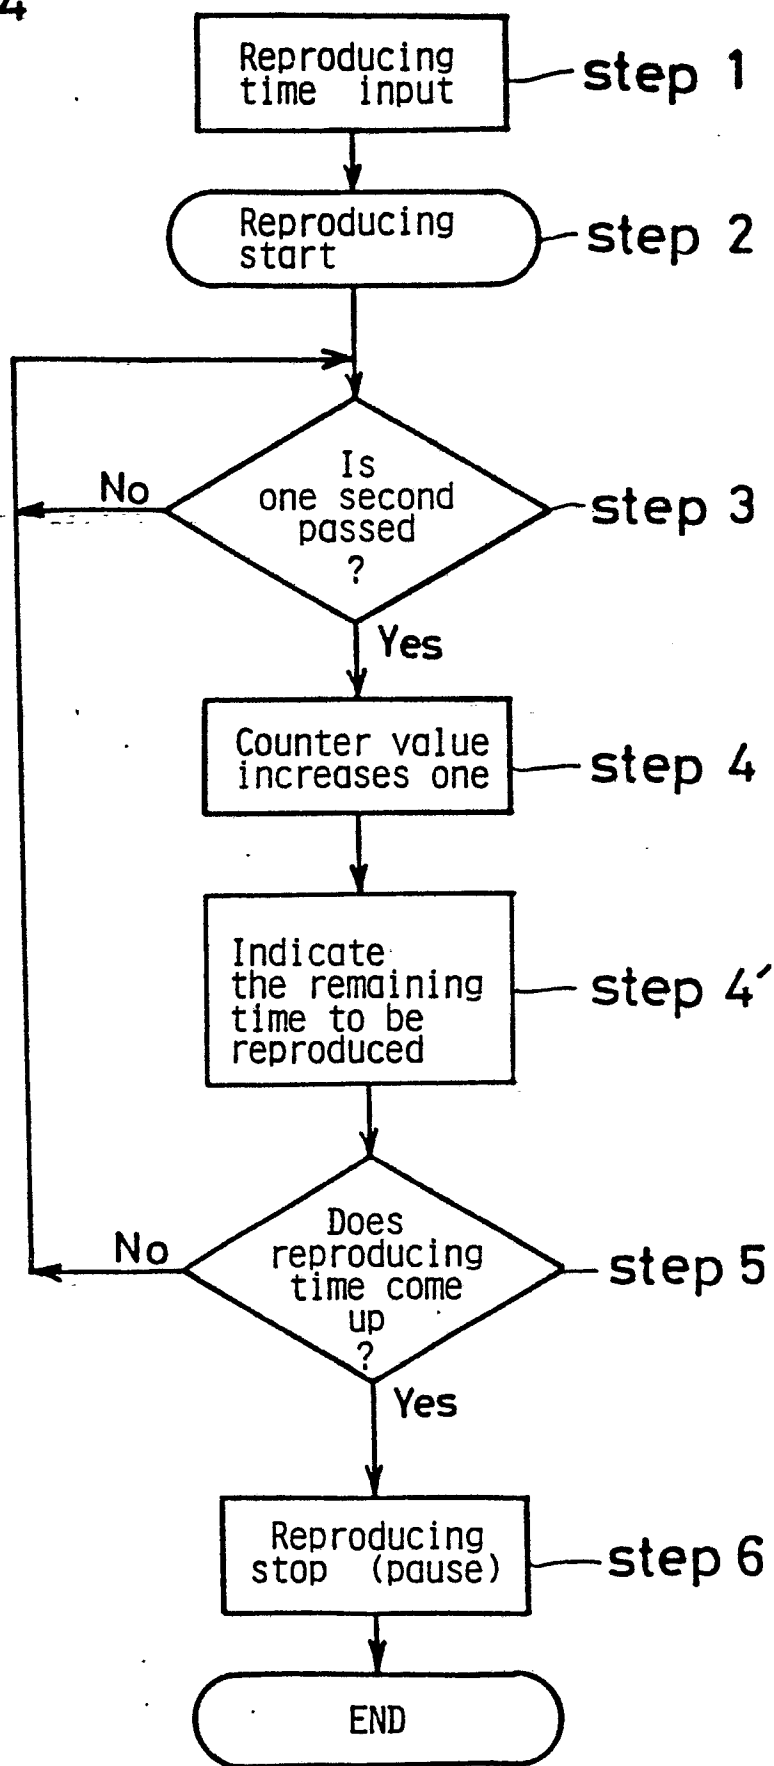 4
Reproducing
time input
step 1
Reproducing
start
step 2
Is
one second
passed
?
step 3
No
Yes
Counter value
increases one
step 4
Indicate
the remaining
time to be
reproduced
step 4′
Does
reproducing
time come
up
?
step 5
No
Yes
Reproducing
stop (pause)
step 6
END